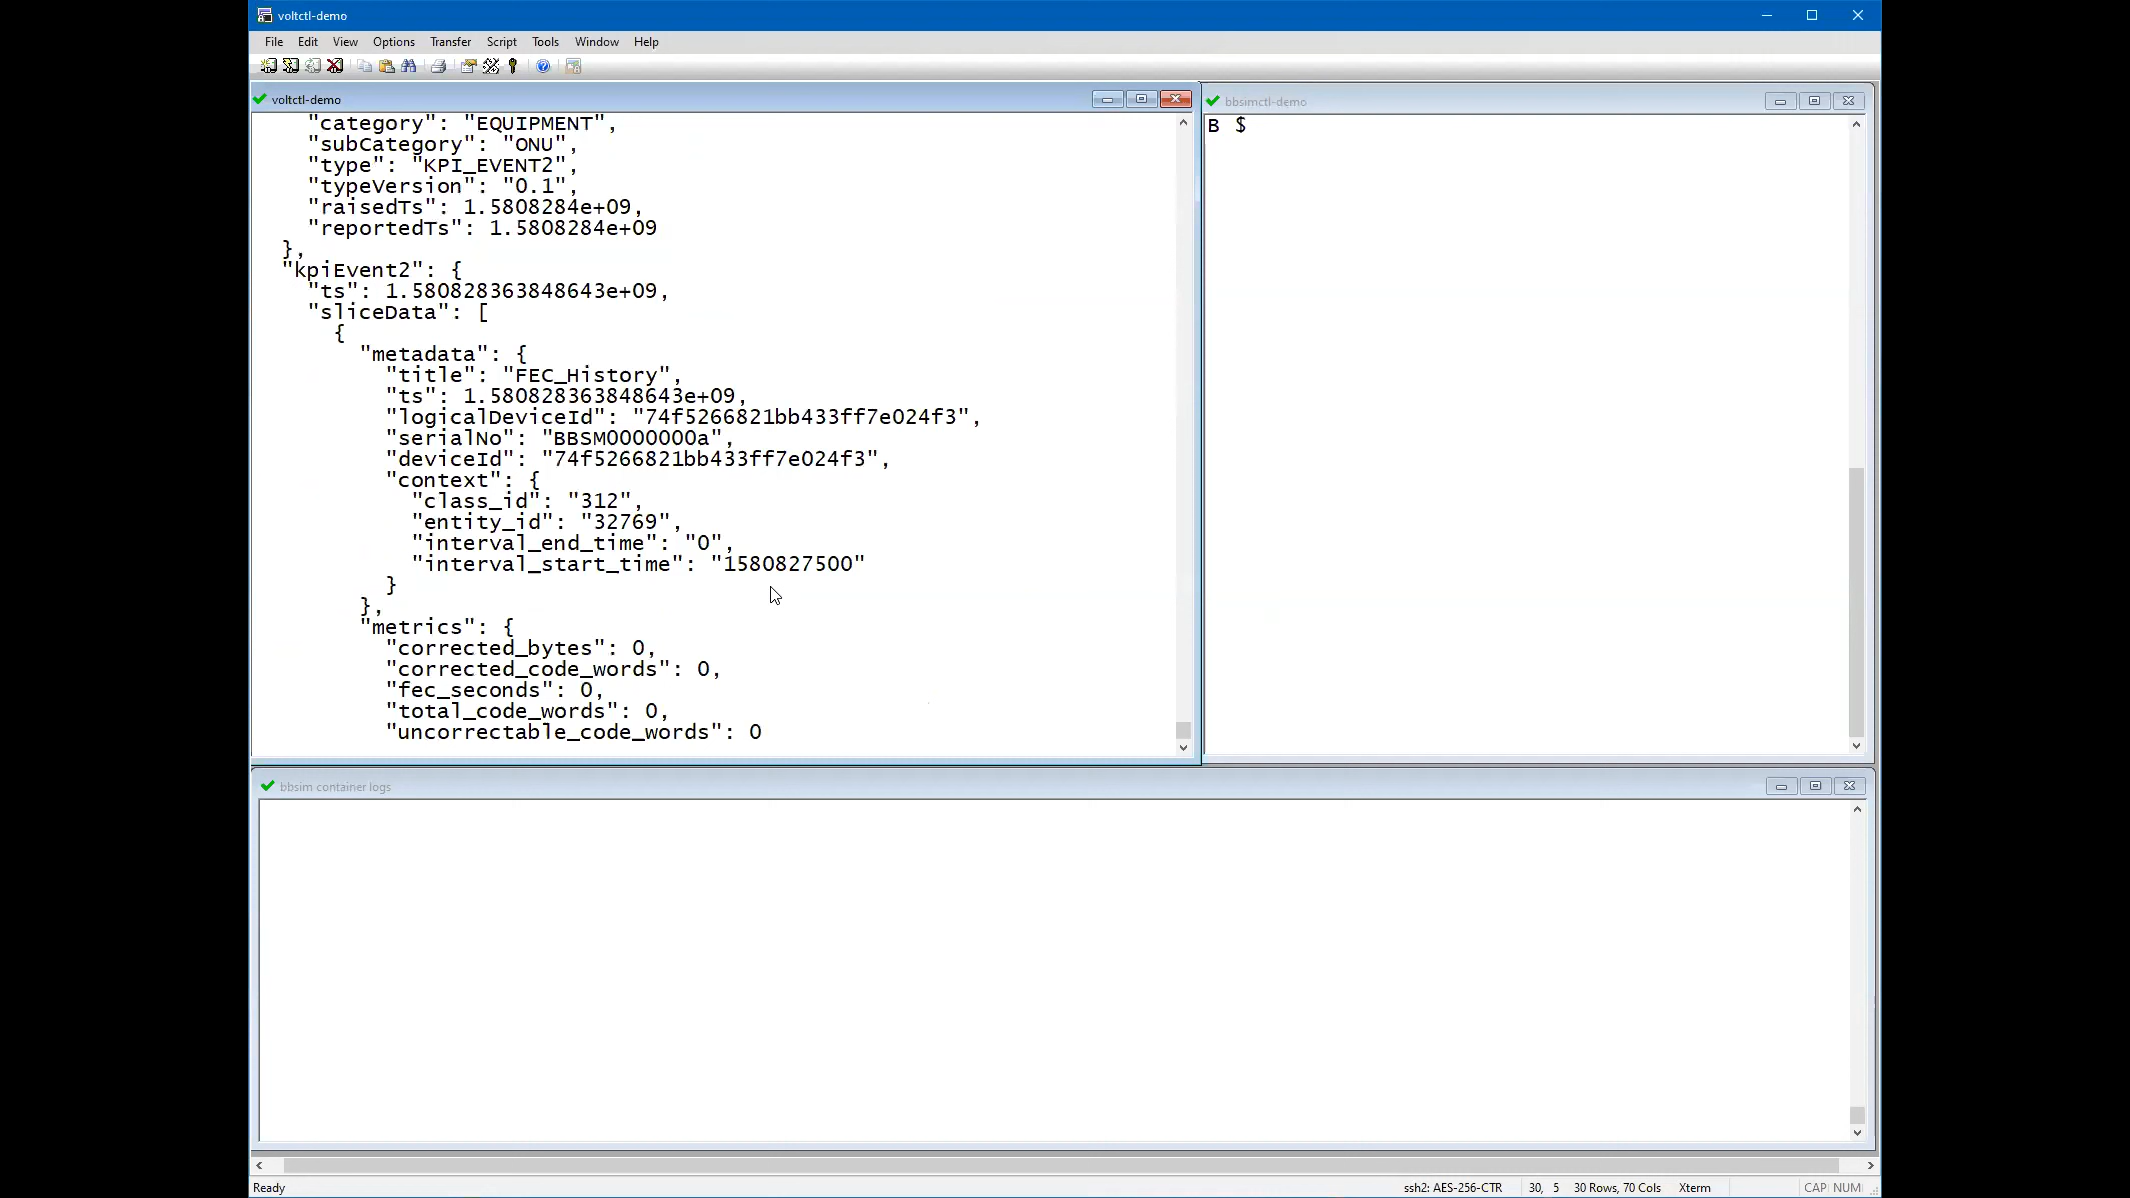 voltctl-demo
File Edit View Options Transfer Script Tools Window Help
voltctl-demo
"category": "EQUIPMENT",
"subCategory": "ONU",
"type": "KPI_EVENT2",
"typeVersion": "0.1",
"raisedTs": 1.5808284e+09,
"reportedTs": 1.5808284e+09
},
"kpiEvent2": {
"ts": 1.580828363848643e+09,
"sliceData": [
{
"metadata": {
"title": "FEC_History",
"ts": 1.580828363848643e+09,
"logicalDeviceId": "74f5266821bb433ff7e024f3",
"serialNo": "BBSM0000000a",
"deviceId": "74f5266821bb433ff7e024f3",
"context": {
"class_id": "312",
"entity_id": "32769",
"interval_end_time": "0",
"interval_start_time": "1580827500"
}
},
"metrics": {
"corrected_bytes": 0,
"corrected_code_words": 0,
"fec_seconds": 0,
"total_code_words": 0,
"uncorrectable_code_words": 0
bbsimctl-demo
B $
bbsim container logs
Ready ssh2: AES-256-CTR 30, 5 30 Rows, 70 Cols Xterm CAP NUM